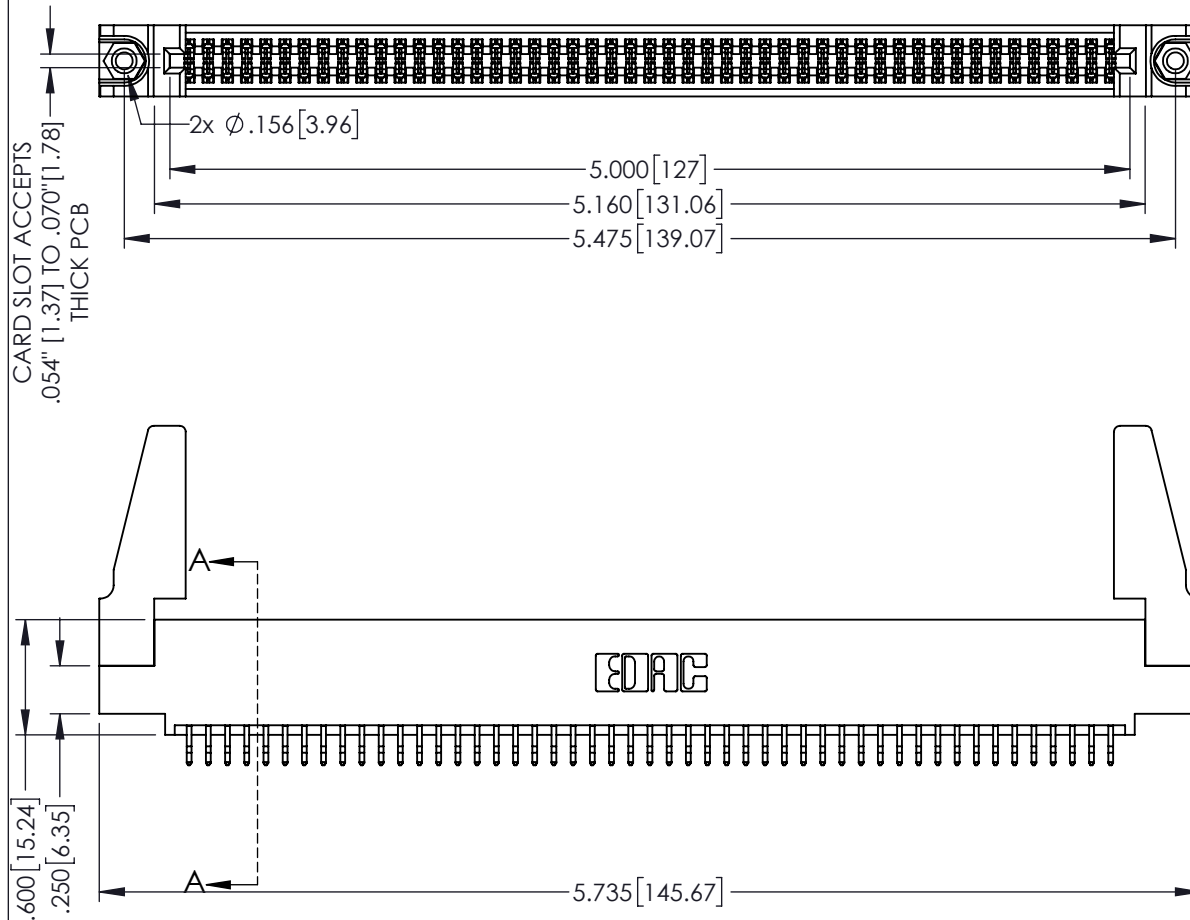 2x Ø.156[3.96]
5.000[127]
5.160[131.06]
5.475[139.07]
CARD SLOT ACCEPTS
.054" [1.37] TO .070"[1.78]
THICK PCB
A
EDAC
.600[15.24]
.250[6.35]
A
5.735[145.67]